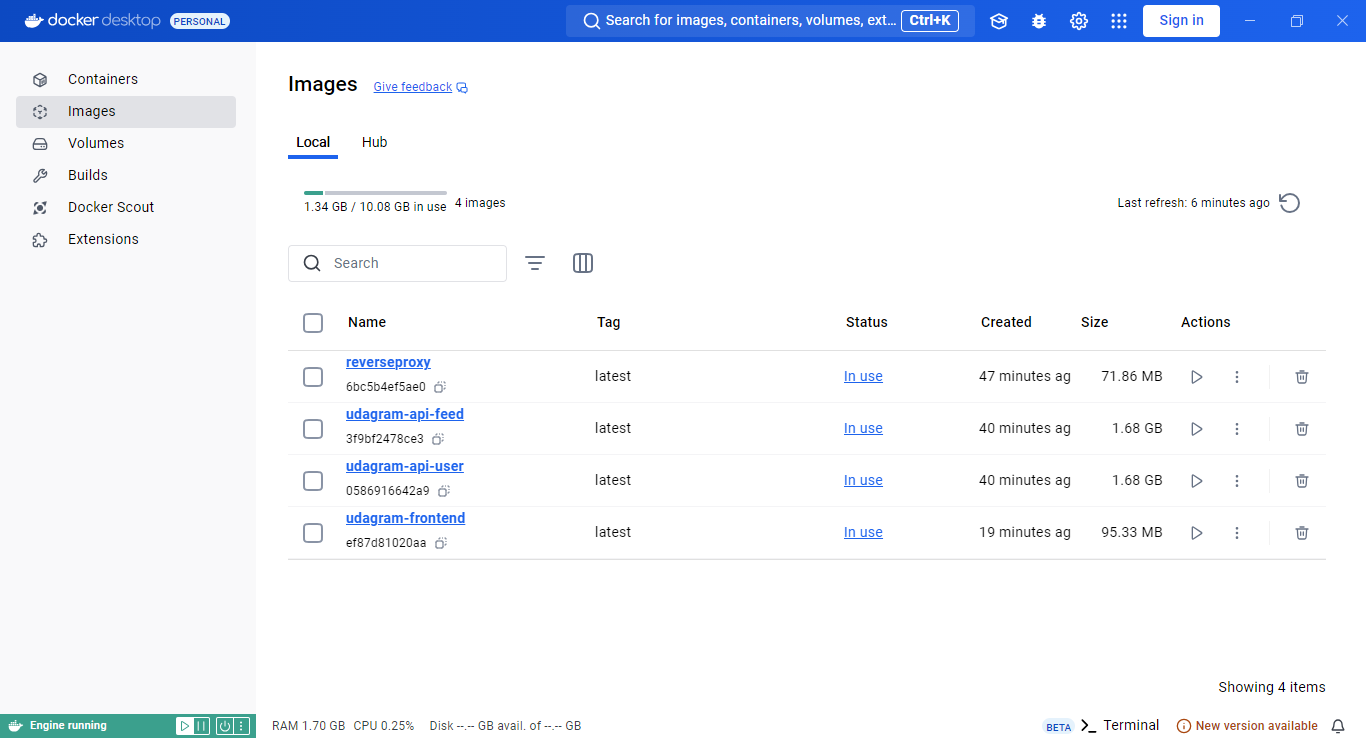 docker desktop PERSONAL
Search for images, containers, volumes, ext... Ctrl+K
Sign in
Containers
Images
Volumes
Builds
Docker Scout
Extensions
Images Give feedback
Local Hub
1.34 GB / 10.08 GB in use 4 images
Last refresh: 6 minutes ago
Search
Name Tag Status Created Size Actions
reverseproxy
6bc5b4ef5ae0
latest In use 47 minutes ag 71.86 MB
udagram-api-feed
3f9bf2478ce3
latest In use 40 minutes ag 1.68 GB
udagram-api-user
0586916642a9
latest In use 40 minutes ag 1.68 GB
udagram-frontend
ef87d81020aa
latest In use 19 minutes ag 95.33 MB
Showing 4 items
Engine running
RAM 1.70 GB CPU 0.25% Disk --.-- GB avail. of --.-- GB
BETA Terminal New version available